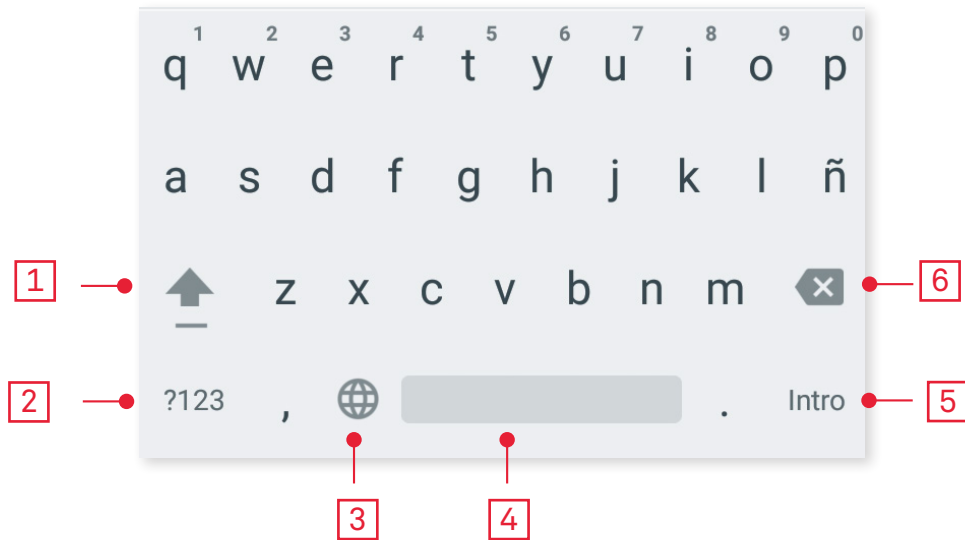 1 2 3 4 5 6 7 8 9 0
q w e r t y u i o p
a s d f g h j k l ñ
1 z x c v b n m 6
2 ?123 , . Intro 5
3 4